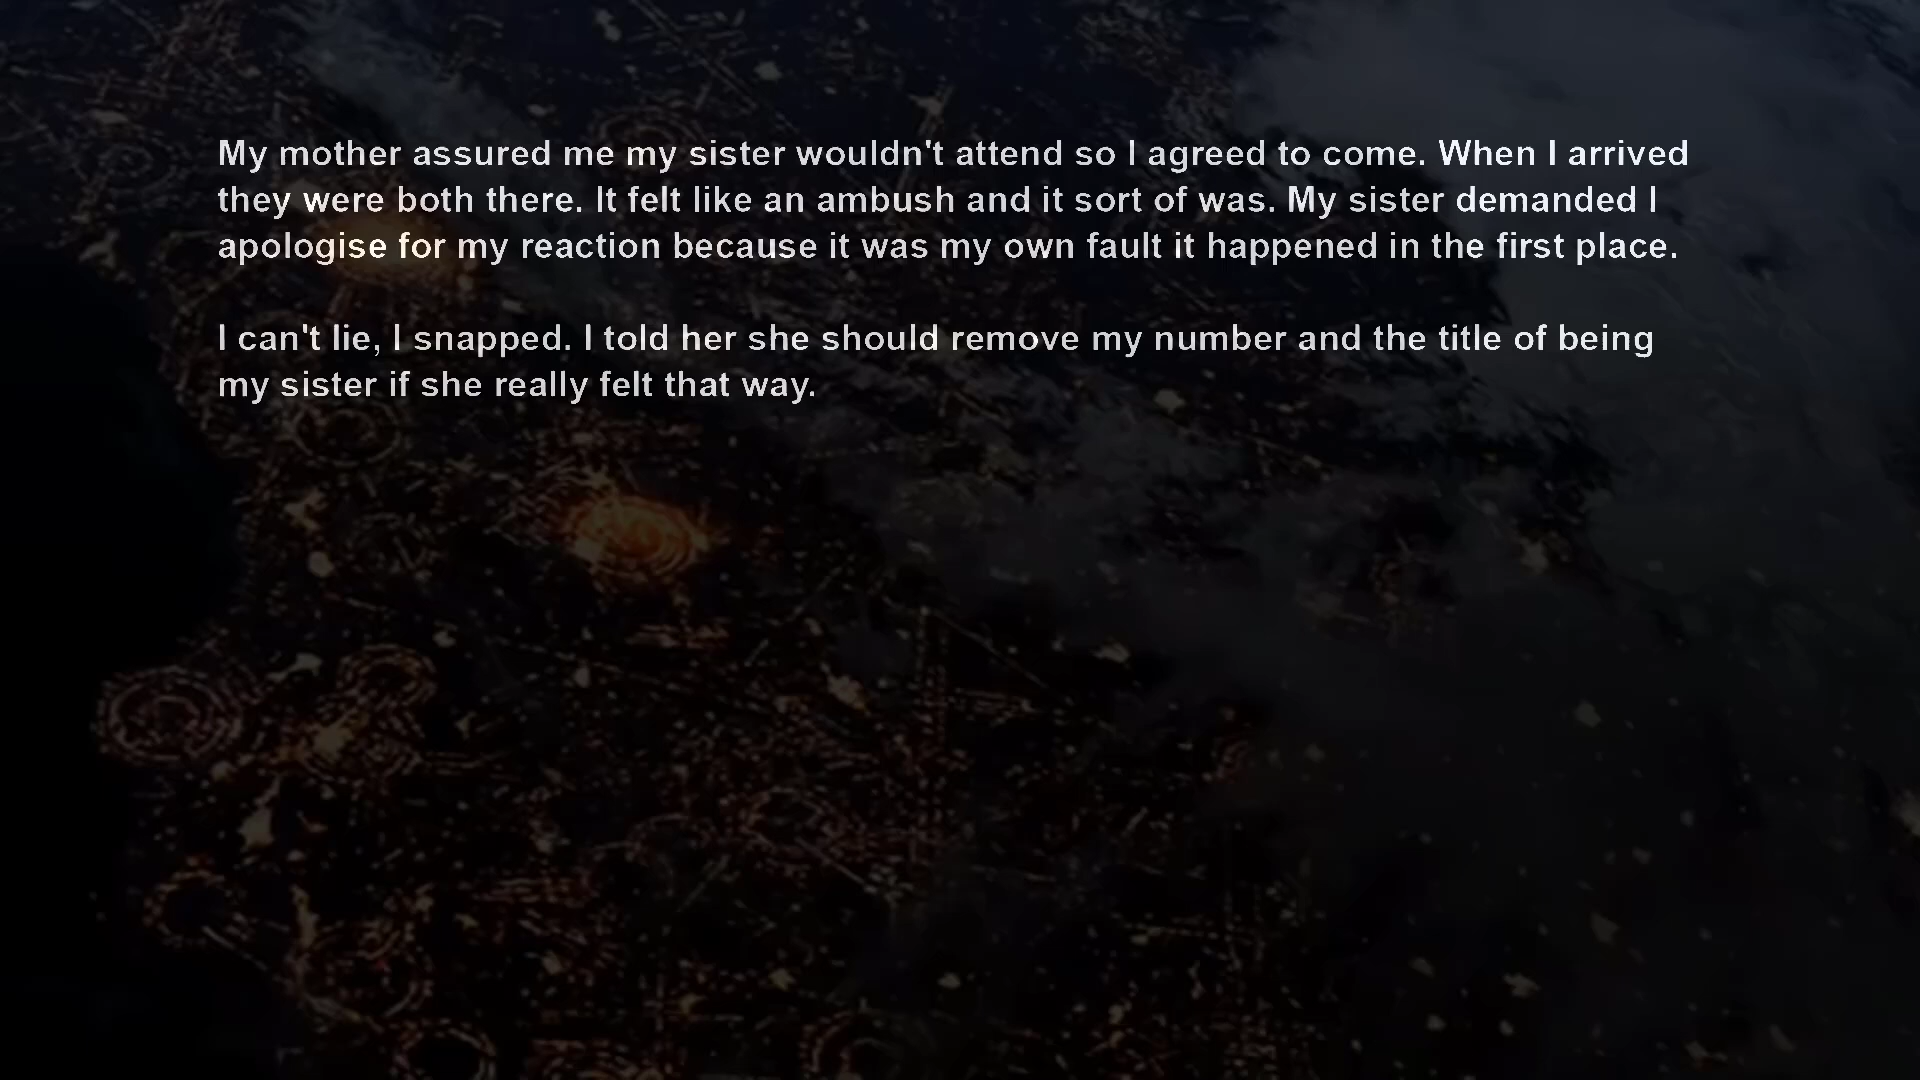 My mother assured me my sister wouldn't attend so I agreed to come. When I arrived
they were both there. It felt like an ambush and it sort of was. My sister demanded I
apologise for my reaction because it was my own fault it happened in the first place.
I can't lie, I snapped. I told her she should remove my number and the title of being
my sister if she really felt that way.